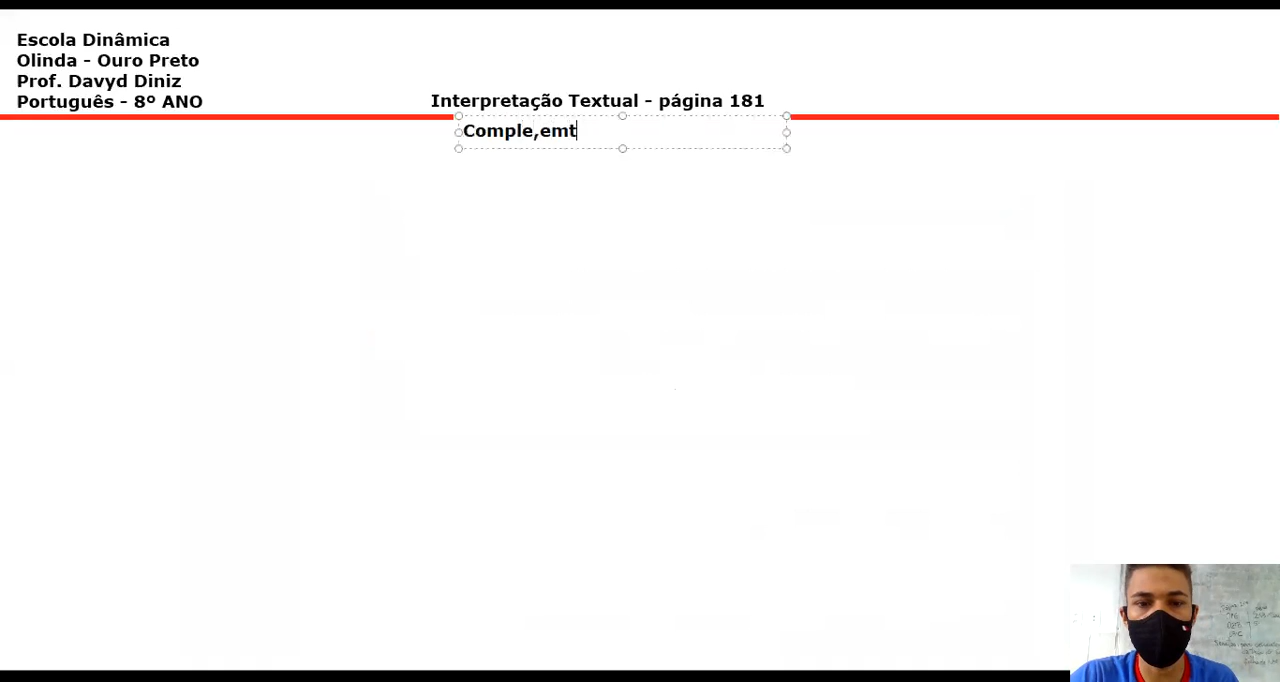 Escola Dinâmica
Olinda - Ouro Preto
Prof. Davyd Diniz
Português - 8º ANO
Interpretação Textual - página 181
Comple,emt